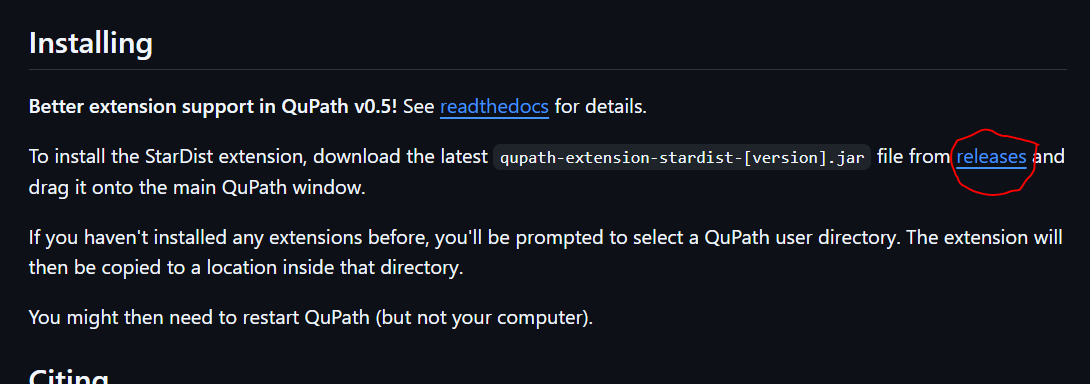 Installing
Better extension support in QuPath v0.5! See readthedocs for details.
To install the StarDist extension, download the latest qupath-extension-stardist-[version].jar file from releases and
drag it onto the main QuPath window.
If you haven't installed any extensions before, you'll be prompted to select a QuPath user directory. The extension will
then be copied to a location inside that directory.
You might then need to restart QuPath (but not your computer).
Citing